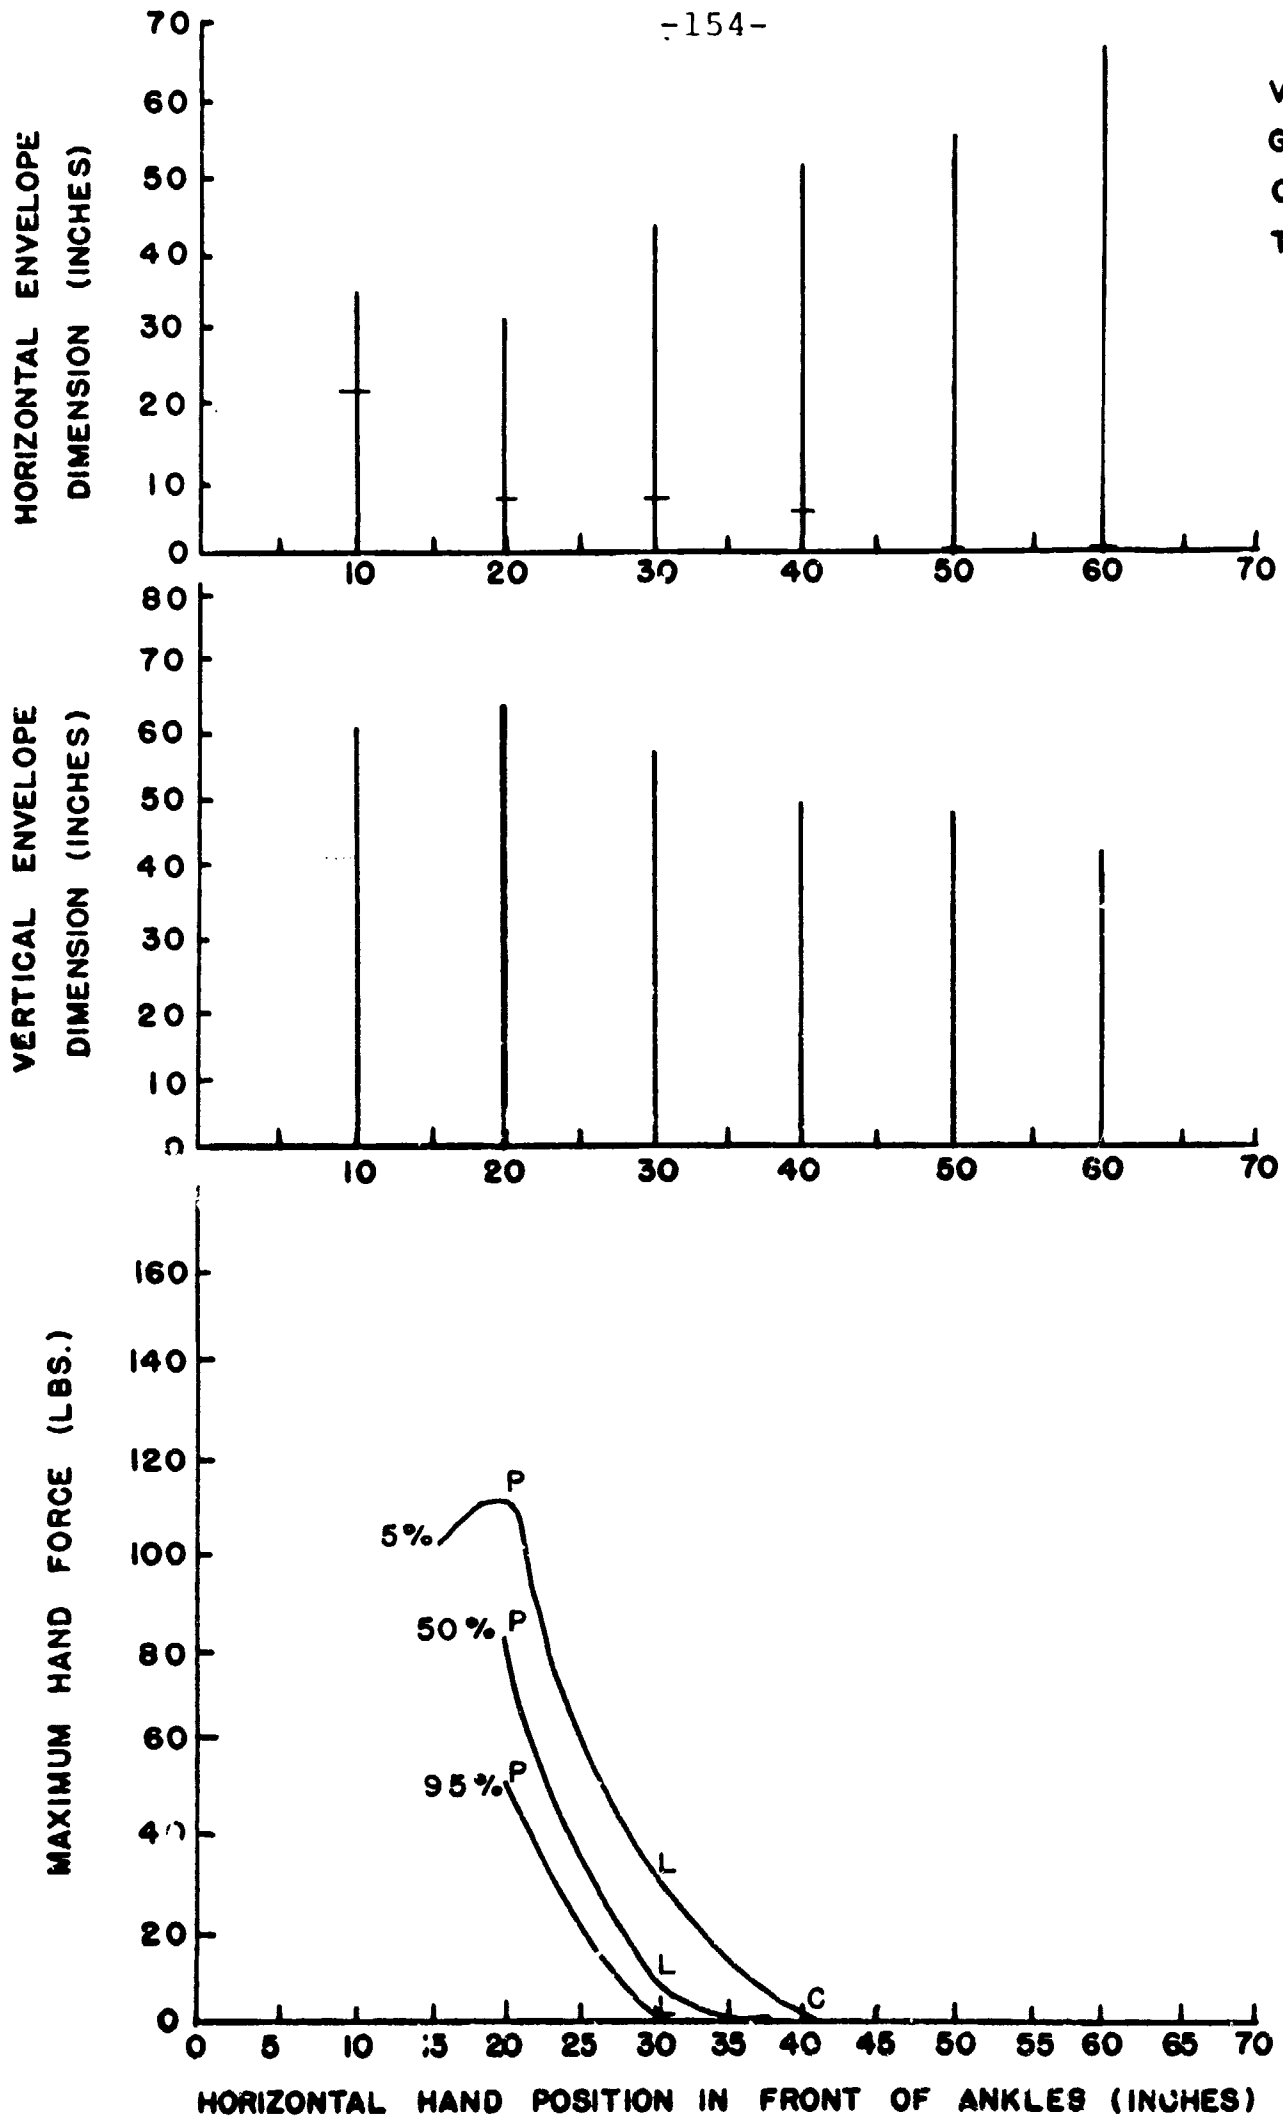 -154-
HORIZONTAL ENVELOPE
DIMENSION (INCHES)
70
60
50
40
30
20
10
0
10 20 30 40 50 60 70
V
G
T
VERTICAL ENVELOPE
DIMENSION (INCHES)
80
70
60
50
40
30
20
10
0
10 20 30 40 50 60 70
MAXIMUM HAND FORCE (LBS.)
160
140
120
100
80
60
40
20
0
5% P
50% P
95% P
L
L
L
C
0 5 10 15 20 25 30 35 40 45 50 55 60 65 70
HORIZONTAL HAND POSITION IN FRONT OF ANKLES (INCHES)